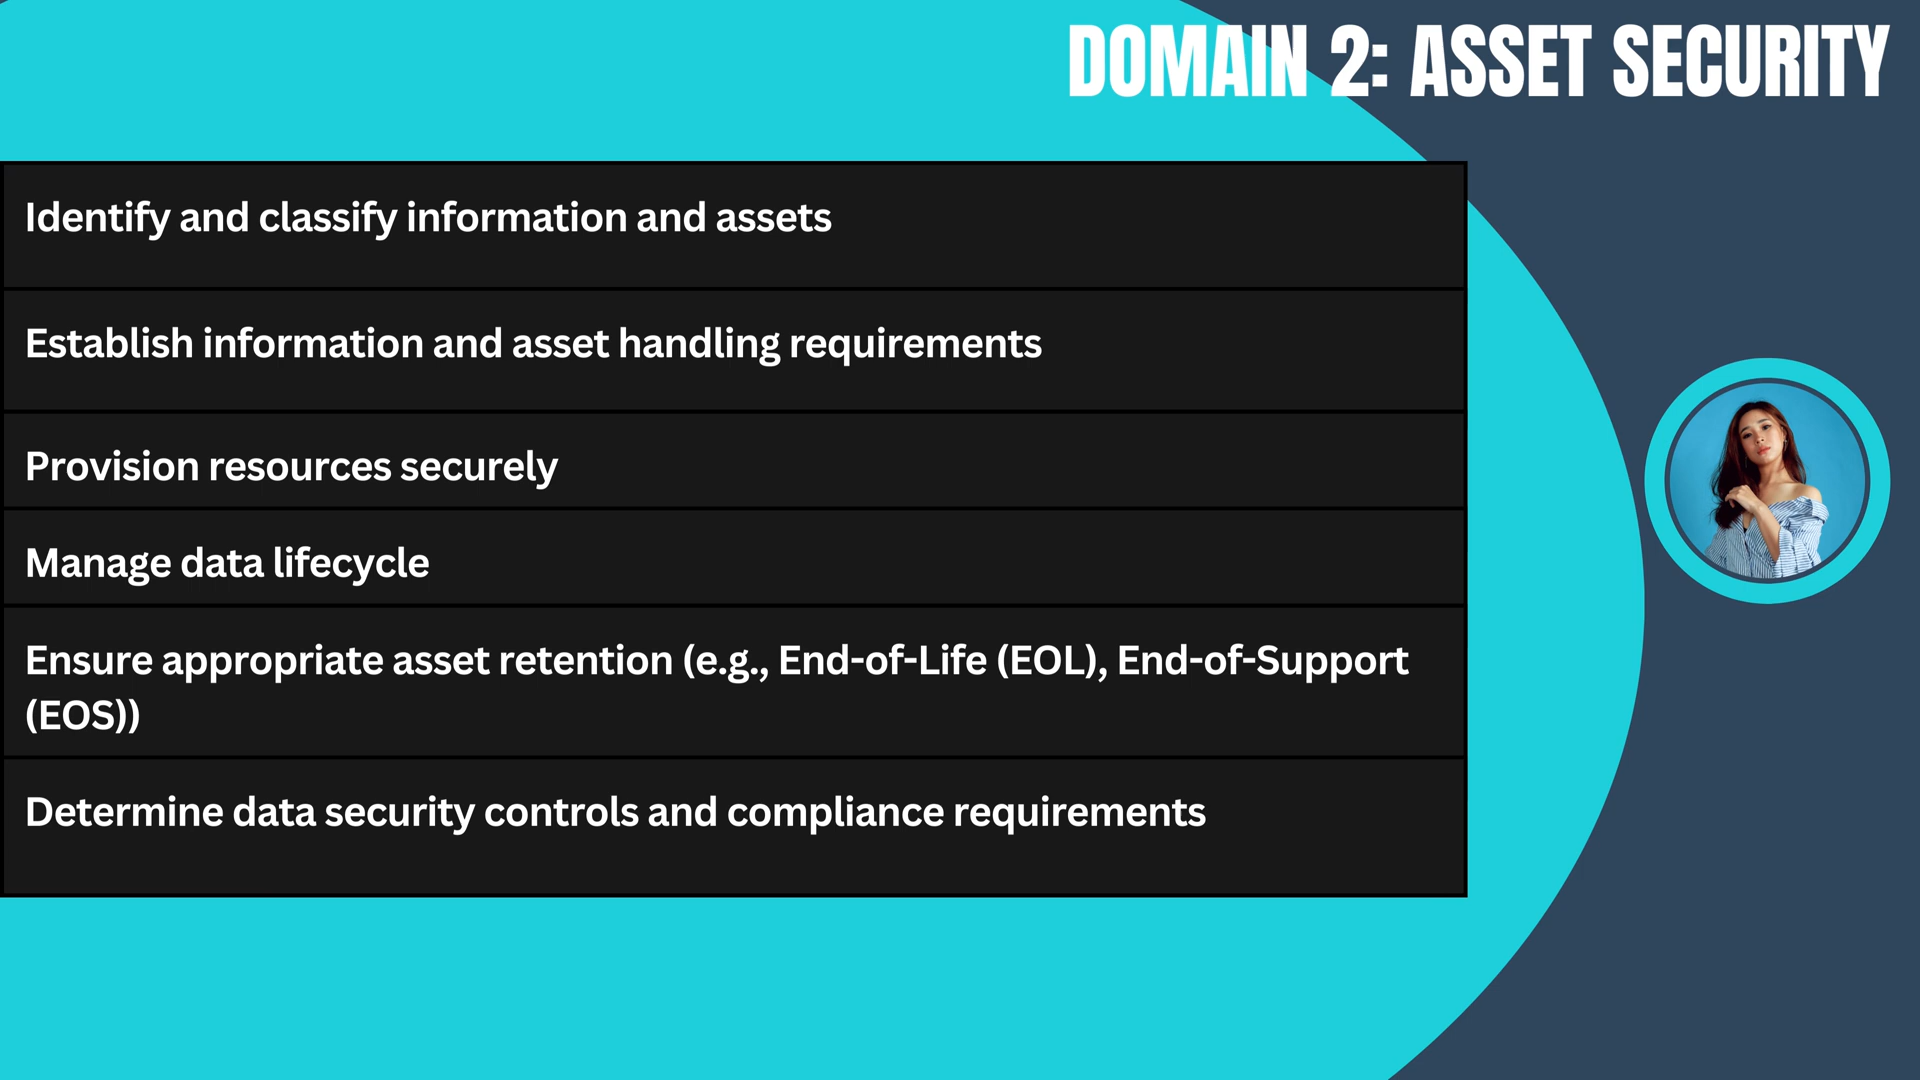 DOMAIN 2: ASSET SECURITY
Identify and classify information and assets
Establish information and asset handling requirements
Provision resources securely
Manage data lifecycle
Ensure appropriate asset retention (e.g., End-of-Life (EOL), End-of-Support
(EOS))
Determine data security controls and compliance requirements